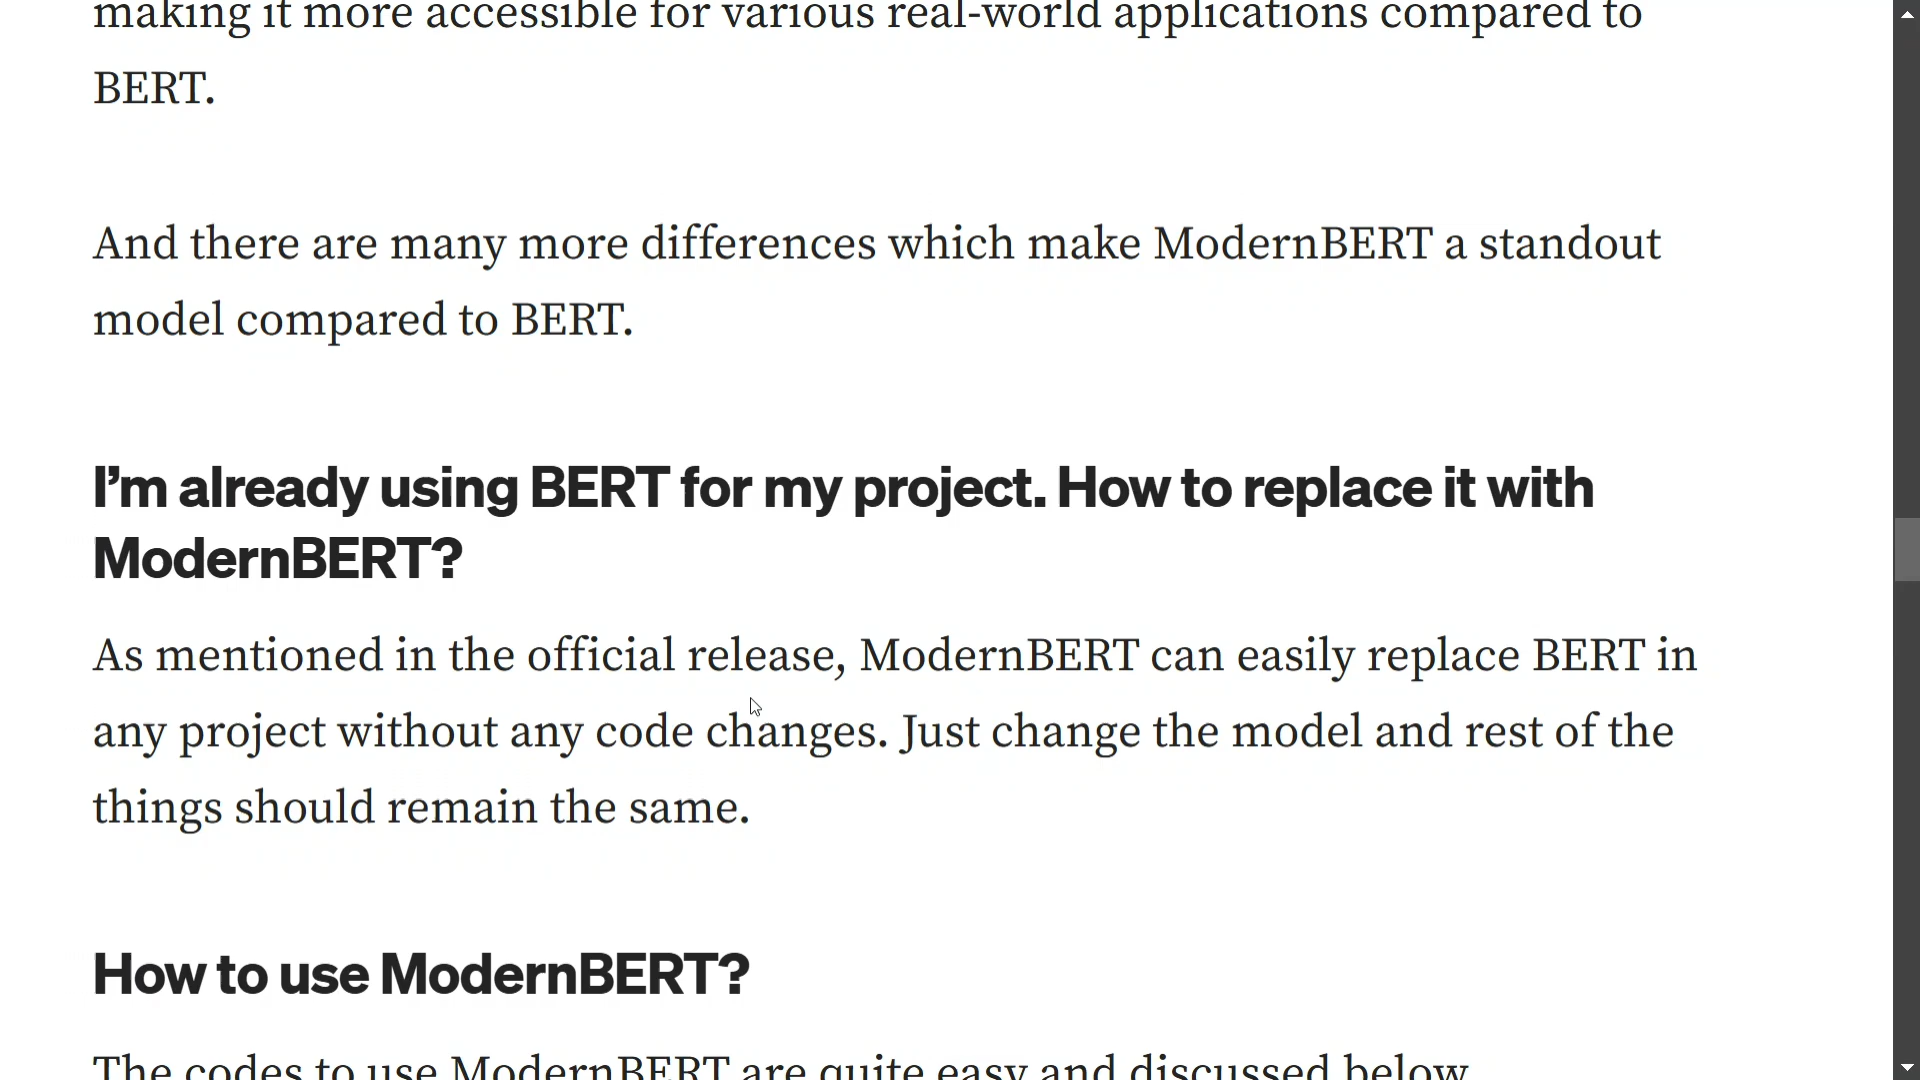 making it more accessible for various real-world applications compared to
BERT.
And there are many more differences which make ModernBERT a standout
model compared to BERT.
I’m already using BERT for my project. How to replace it with
ModernBERT?
As mentioned in the official release, ModernBERT can easily replace BERT in
any project without any code changes. Just change the model and rest of the
things should remain the same.
How to use ModernBERT?
The codes to use ModernBERT are quite easy and discussed below